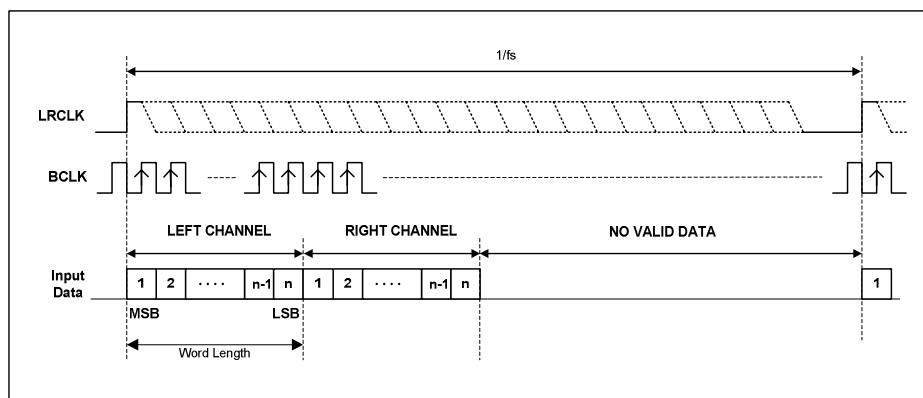 1/fs
LRCLK
BCLK
LEFT CHANNEL RIGHT CHANNEL NO VALID DATA
Input Data 1 2 · · · · n-1 n 1 2 · · · · n-1 n 1
MSB LSB
Word Length